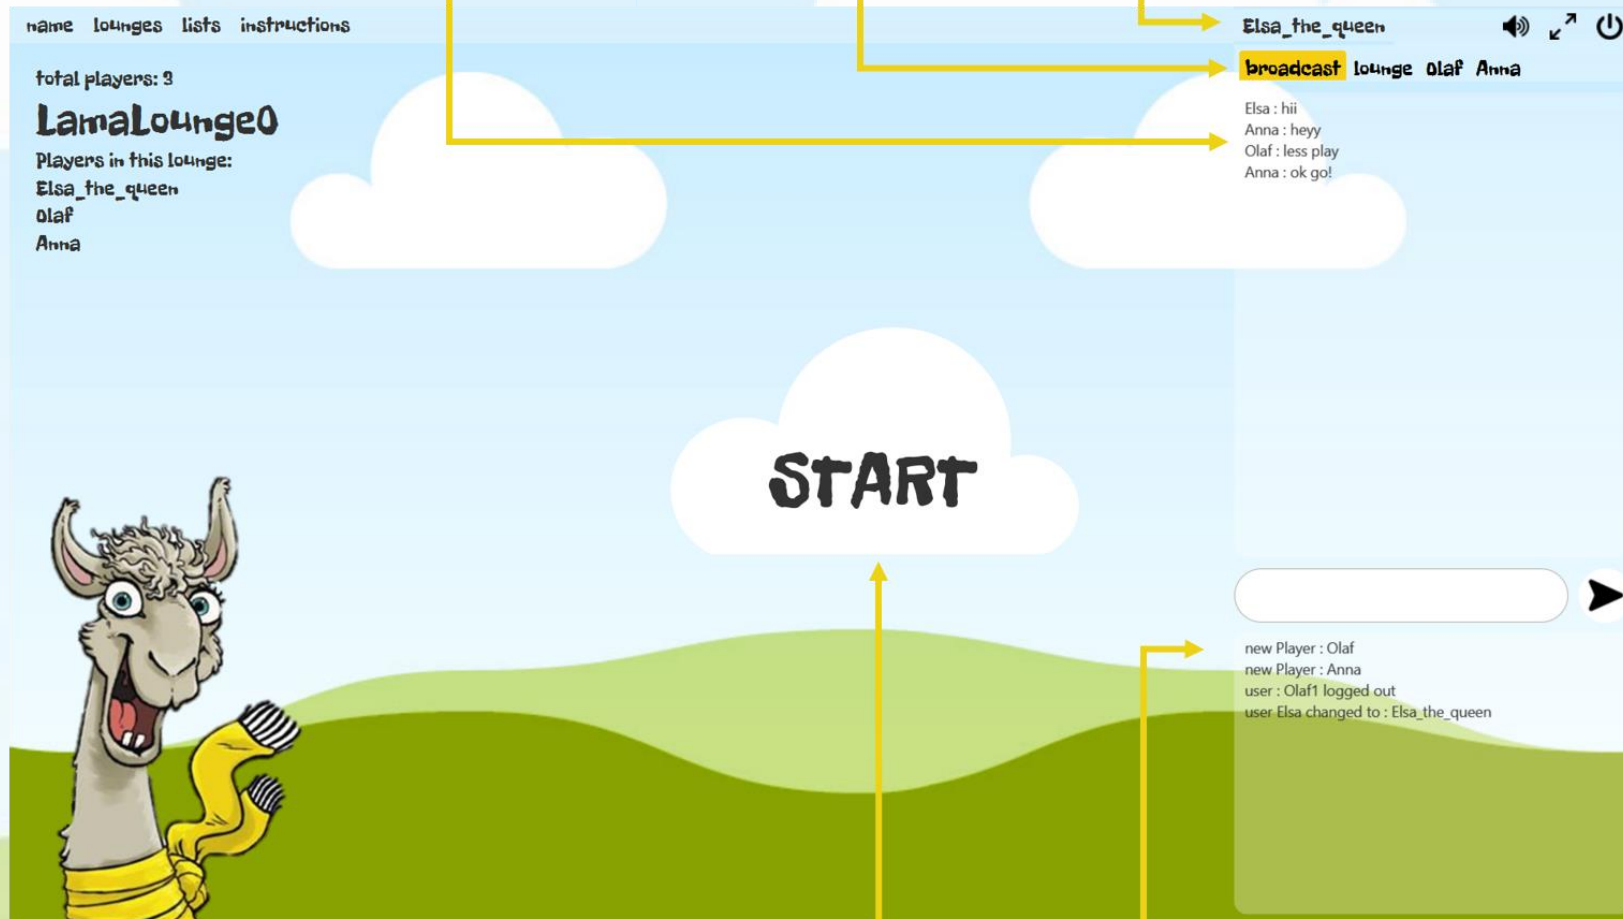 name lounges lists instructions
total players: 3
LamaLounge0
Players in this lounge:
Elsa_the_queen
Olaf
Anna
START
Elsa_the_queen
broadcast lounge Olaf Anna
Elsa : hii
Anna : heyy
Olaf : less play
Anna : ok go!
new Player : Olaf
new Player : Anna
user : Olaf1 logged out
user Elsa changed to : Elsa_the_queen